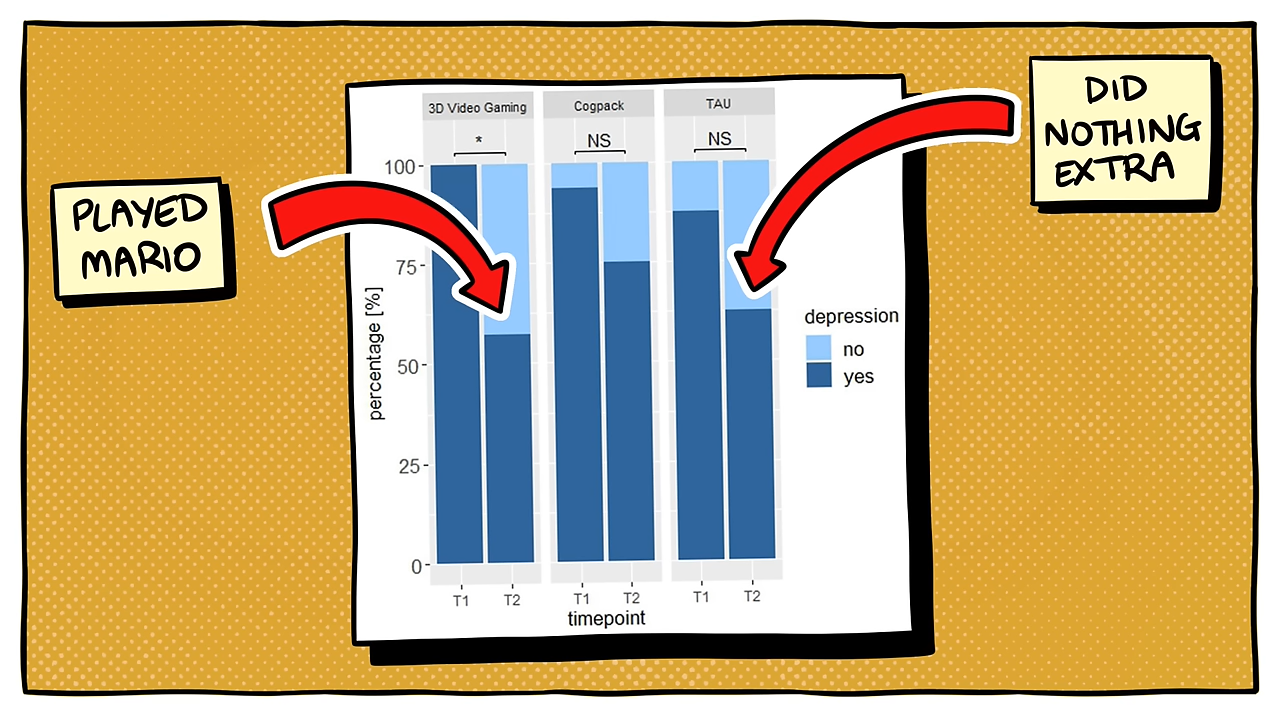 PLAYED
MARIO
DID
NOTHING
EXTRA
3D Video Gaming
Cogpack
TAU
*
NS
NS
100
75
50
25
0
percentage [%]
T1
T2
T1
T2
T1
T2
timepoint
depression
no
yes